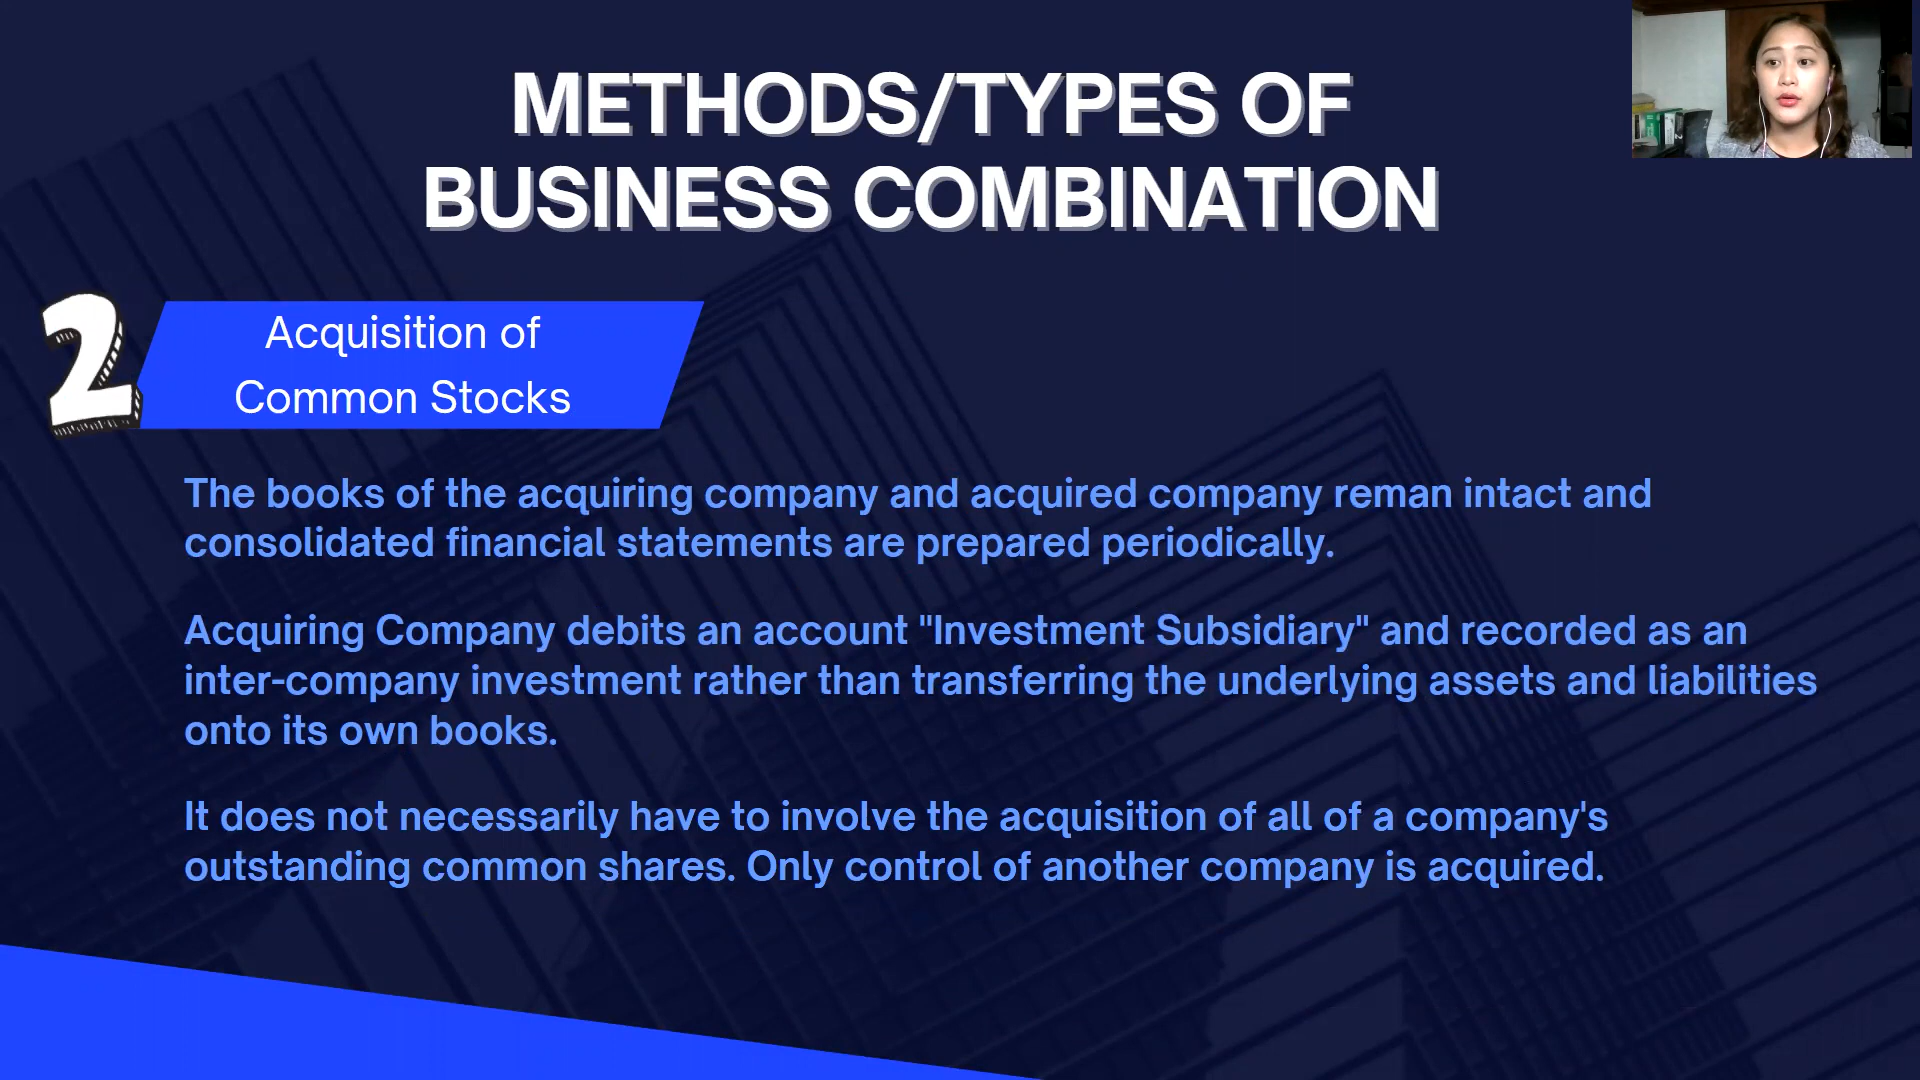 METHODS/TYPES OF
BUSINESS COMBINATION
2
Acquisition of
Common Stocks
The books of the acquiring company and acquired company reman intact and
consolidated financial statements are prepared periodically.
Acquiring Company debits an account "Investment Subsidiary" and recorded as an
inter-company investment rather than transferring the underlying assets and liabilities
onto its own books.
It does not necessarily have to involve the acquisition of all of a company's
outstanding common shares. Only control of another company is acquired.